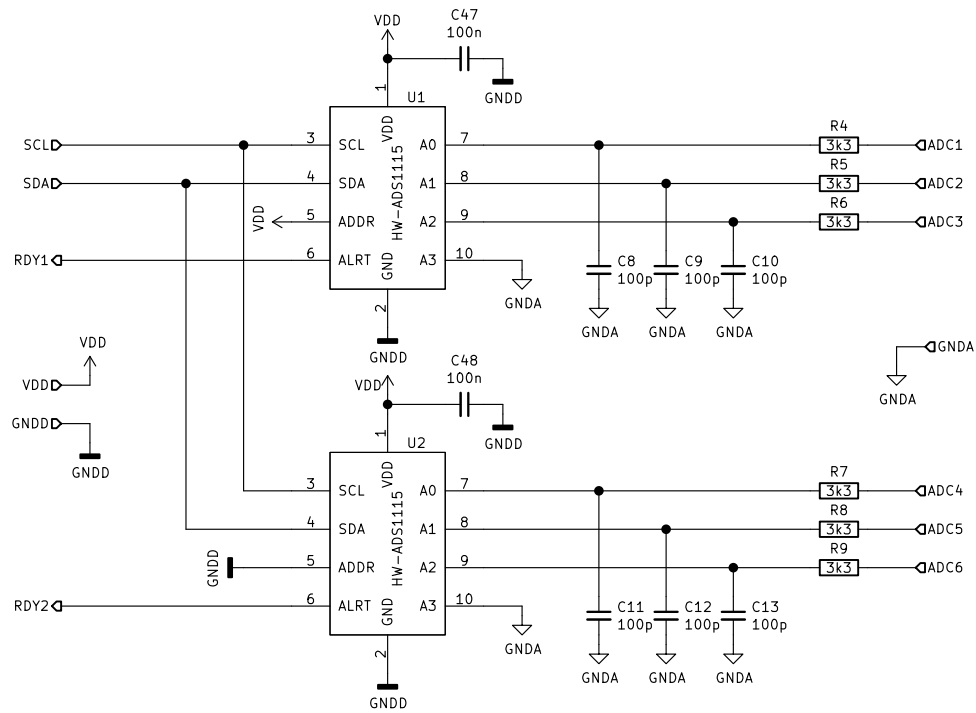 C47
VDD
100n
GNDD
1
U1
VDD
HW-ADS1115
SCL
3
SCL
A0
7
R4
3k3
ADC1
SDA
4
SDA
A1
8
R5
3k3
ADC2
VDD
5
ADDR
A2
9
R6
3k3
ADC3
RDY1
6
ALRT
GND
A3
10
GNDA
C8
100p
C9
100p
C10
100p
GNDA
GNDA
GNDA
2
GNDD
VDD
VDD
GNDD
GNDD
GNDA
GNDA
C48
100n
VDD
GNDD
1
U2
VDD
HW-ADS1115
3
SCL
A0
7
R7
3k3
ADC4
4
SDA
A1
8
R8
3k3
ADC5
GNDD
5
ADDR
A2
9
R9
3k3
ADC6
RDY2
6
ALRT
GND
A3
10
GNDA
C11
100p
C12
100p
C13
100p
GNDA
GNDA
GNDA
2
GNDD